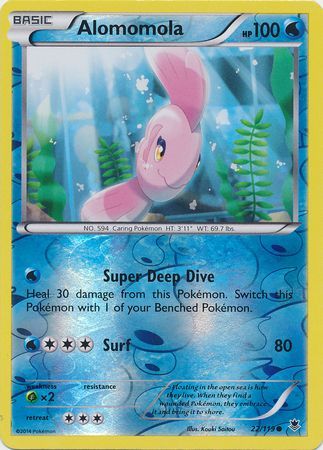 BASIC
Alomomola HP100
NO. 594 Caring Pokémon HT: 3'11" WT: 69.7 lbs.
Super Deep Dive
Heal 30 damage from this Pokémon. Switch this
Pokémon with 1 of your Benched Pokémon.
Surf 80
weakness resistance
×2
retreat
Floating in the open sea is how
they live. When they find a
wounded Pokémon, they embrace
it and bring it to shore.
©2014 Pokémon
Illus. Kouki Saitou
22/119